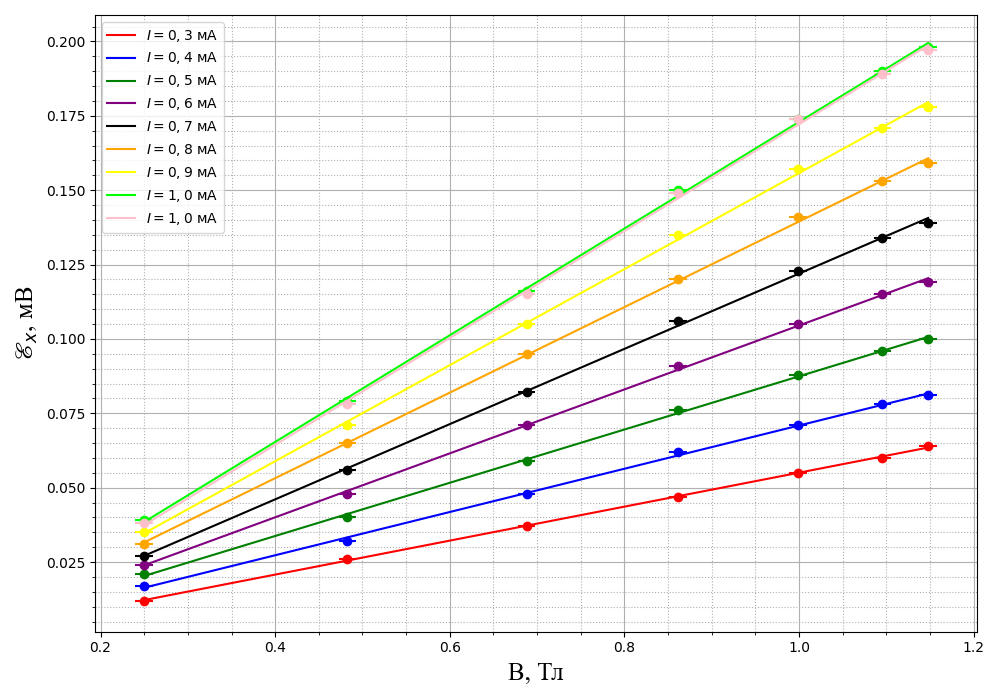 I = 0, 3 мА
I = 0, 4 мА
I = 0, 5 мА
I = 0, 6 мА
I = 0, 7 мА
I = 0, 8 мА
I = 0, 9 мА
I = 1, 0 мА
I = 1, 0 мА
ℰx, мВ
0.200
0.175
0.150
0.125
0.100
0.075
0.050
0.025
0.2
0.4
0.6
0.8
1.0
1.2
В, Тл